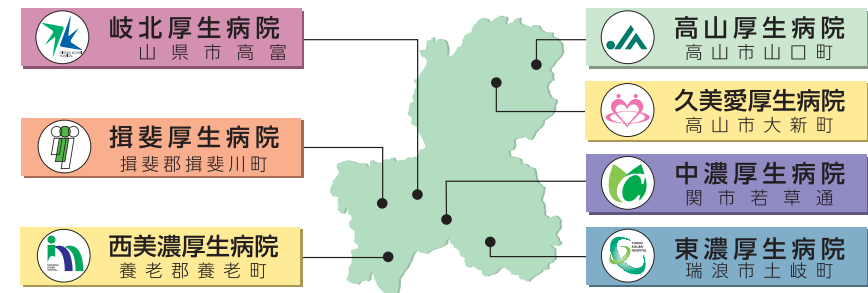 岐北厚生病院
山県市高富
揖斐厚生病院
揖斐郡揖斐川町
西美濃厚生病院
養老郡養老町
高山厚生病院
高山市山口町
久美愛厚生病院
高山市大新町
中濃厚生病院
関市若草通
東濃厚生病院
瑞浪市土岐町